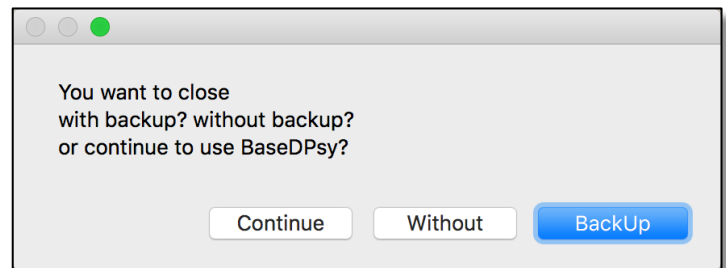 You want to close
with backup? without backup?
or continue to use BaseDPsy?
Continue Without BackUp